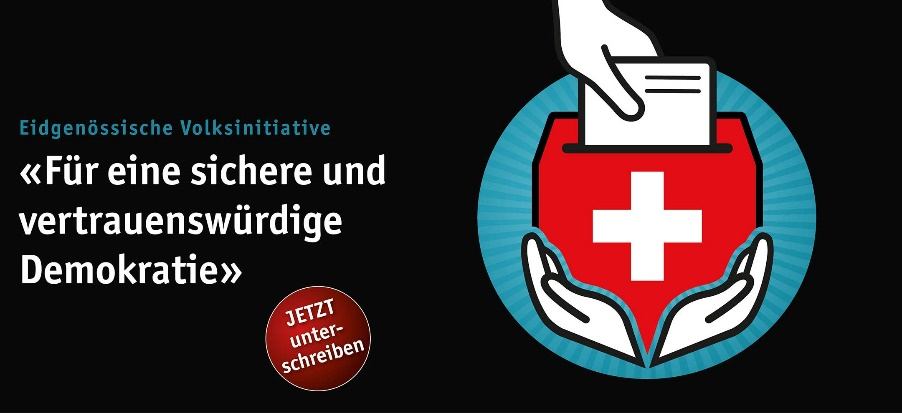 Eidgenössische Volksinitiative
«Für eine sichere und
vertrauenswürdige
Demokratie»
JETZT
unter-
schreiben